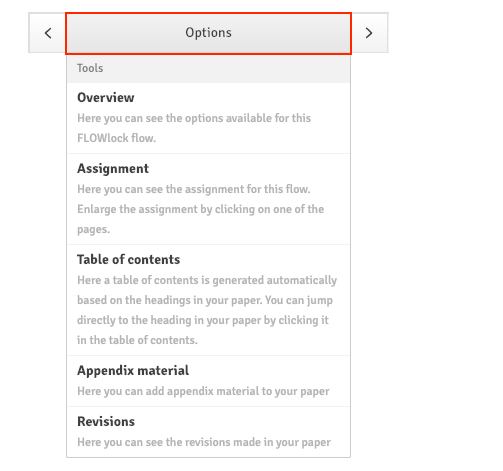 Options
Tools
Overview
Here you can see the options available for this
FLOWlock flow.
Assignment
Here you can see the assignment for this flow.
Enlarge the assignment by clicking on one of the
pages.
Table of contents
Here a table of contents is generated automatically
based on the headings in your paper. You can jump
directly to the heading in your paper by clicking it
in the table of contents.
Appendix material
Here you can add appendix material to your paper
Revisions
Here you can see the revisions made in your paper